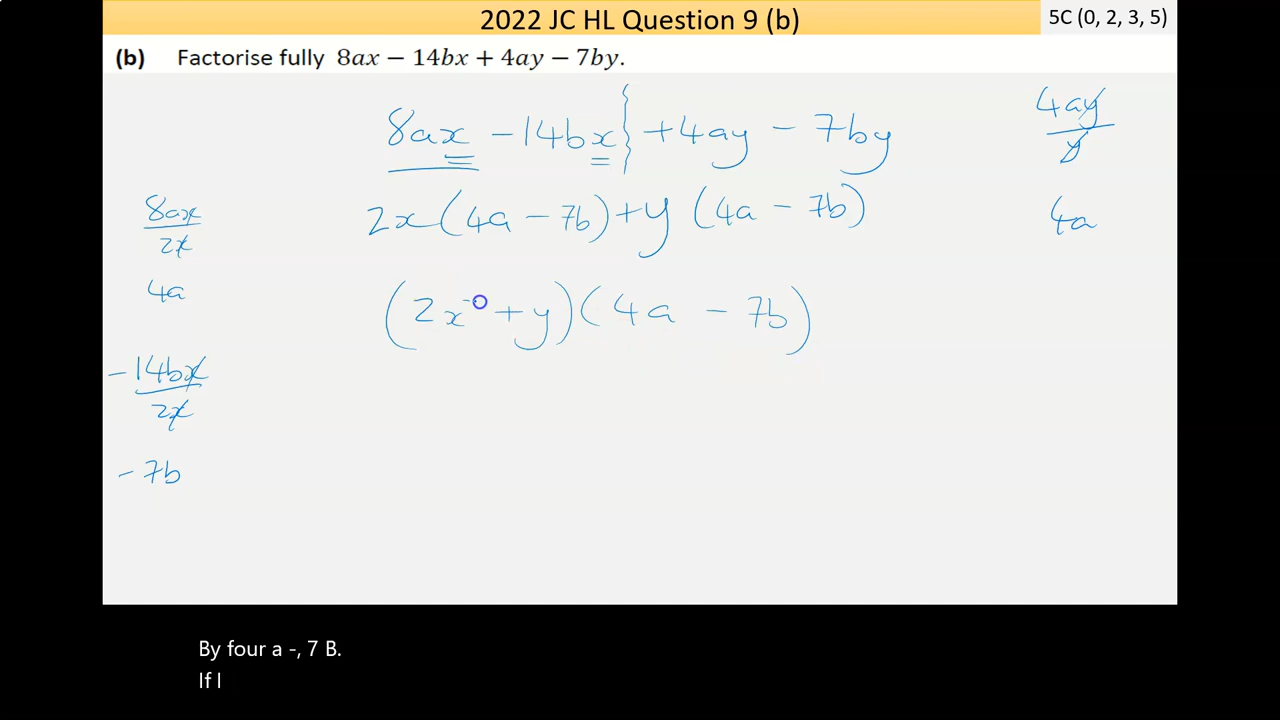 2022 JC HL Question 9 (b)
5C (0, 2, 3, 5)
(b) Factorise fully 8ax − 14bx + 4ay − 7by.
8ax - 14bx } + 4ay - 7by
4ay
y
2x (4a - 7b) + y (4a - 7b)
4a
8ax
2x
4a
(2x + y) (4a - 7b)
- 14bx
2x
- 7b
By four a -, 7 B.
If I